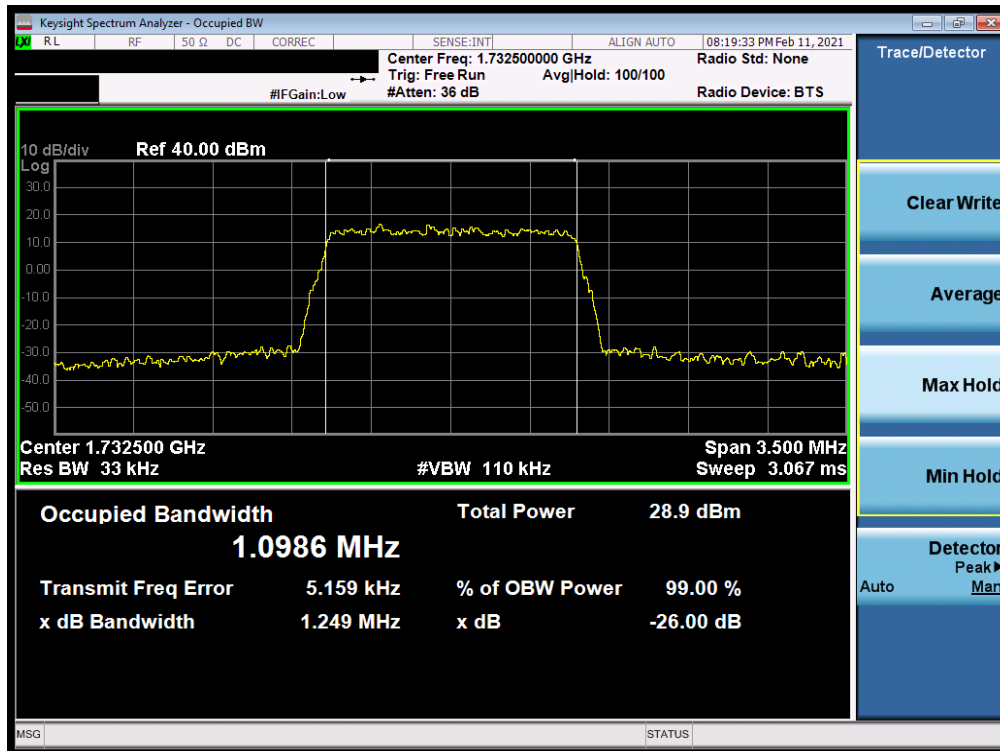 Keysight Spectrum Analyzer - Occupied BW
LXI RL RF 50 Ω DC CORREC SENSE:INT ALIGN AUTO 08:19:33 PM Feb 11, 2021
Center Freq: 1.732500000 GHz Radio Std: None
Trig: Free Run Avg|Hold: 100/100
#IFGain:Low #Atten: 36 dB Radio Device: BTS
10 dB/div Ref 40.00 dBm
Log
30.0
20.0
10.0
0.00
-10.0
-20.0
-30.0
-40.0
-50.0
Center 1.732500 GHz Span 3.500 MHz
Res BW 33 kHz #VBW 110 kHz Sweep 3.067 ms
Occupied Bandwidth Total Power 28.9 dBm
1.0986 MHz
Transmit Freq Error 5.159 kHz % of OBW Power 99.00 %
x dB Bandwidth 1.249 MHz x dB -26.00 dB
MSG STATUS
Trace/Detector
Clear Write
Average
Max Hold
Min Hold
Detector
Peak▶
Auto Man